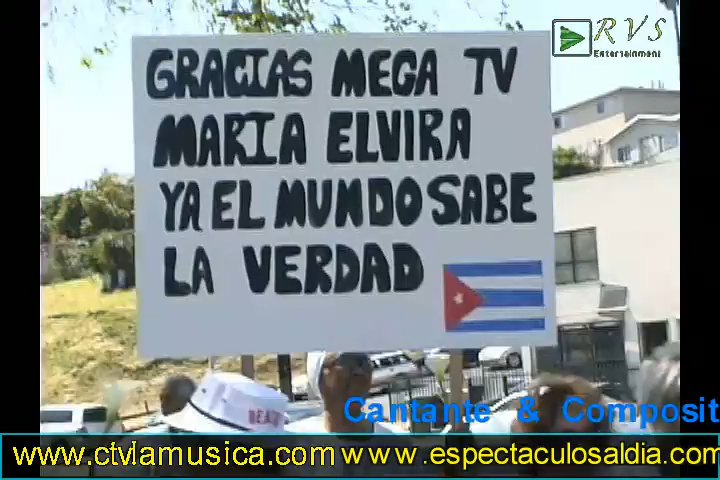 RVS
Entertainment
GRACIAS MEGA TV
MARIA ELVIRA
YA EL MUNDO SABE
LA VERDAD
Cantante & Composit
www.ctvlamusica.com www.espectaculosaldia.com